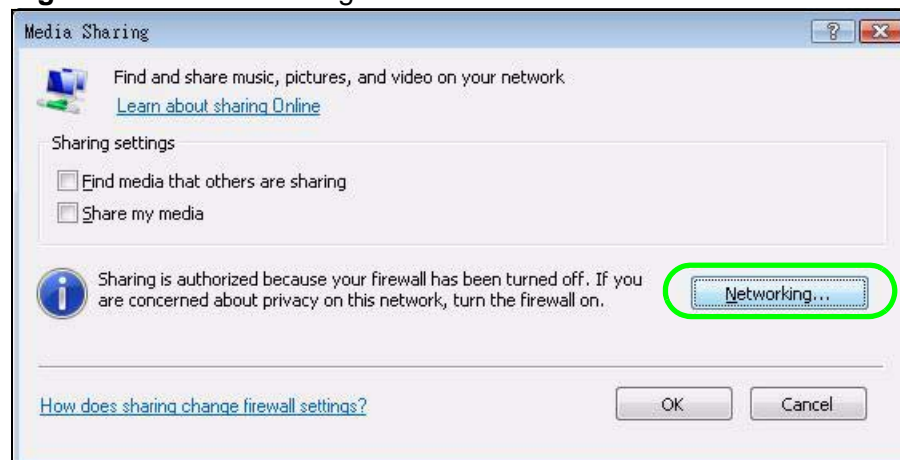 Media Sharing
Find and share music, pictures, and video on your network
Learn about sharing Online
Sharing settings
Find media that others are sharing
Share my media
Sharing is authorized because your firewall has been turned off. If you
are concerned about privacy on this network, turn the firewall on.
Networking...
How does sharing change firewall settings?
OK
Cancel